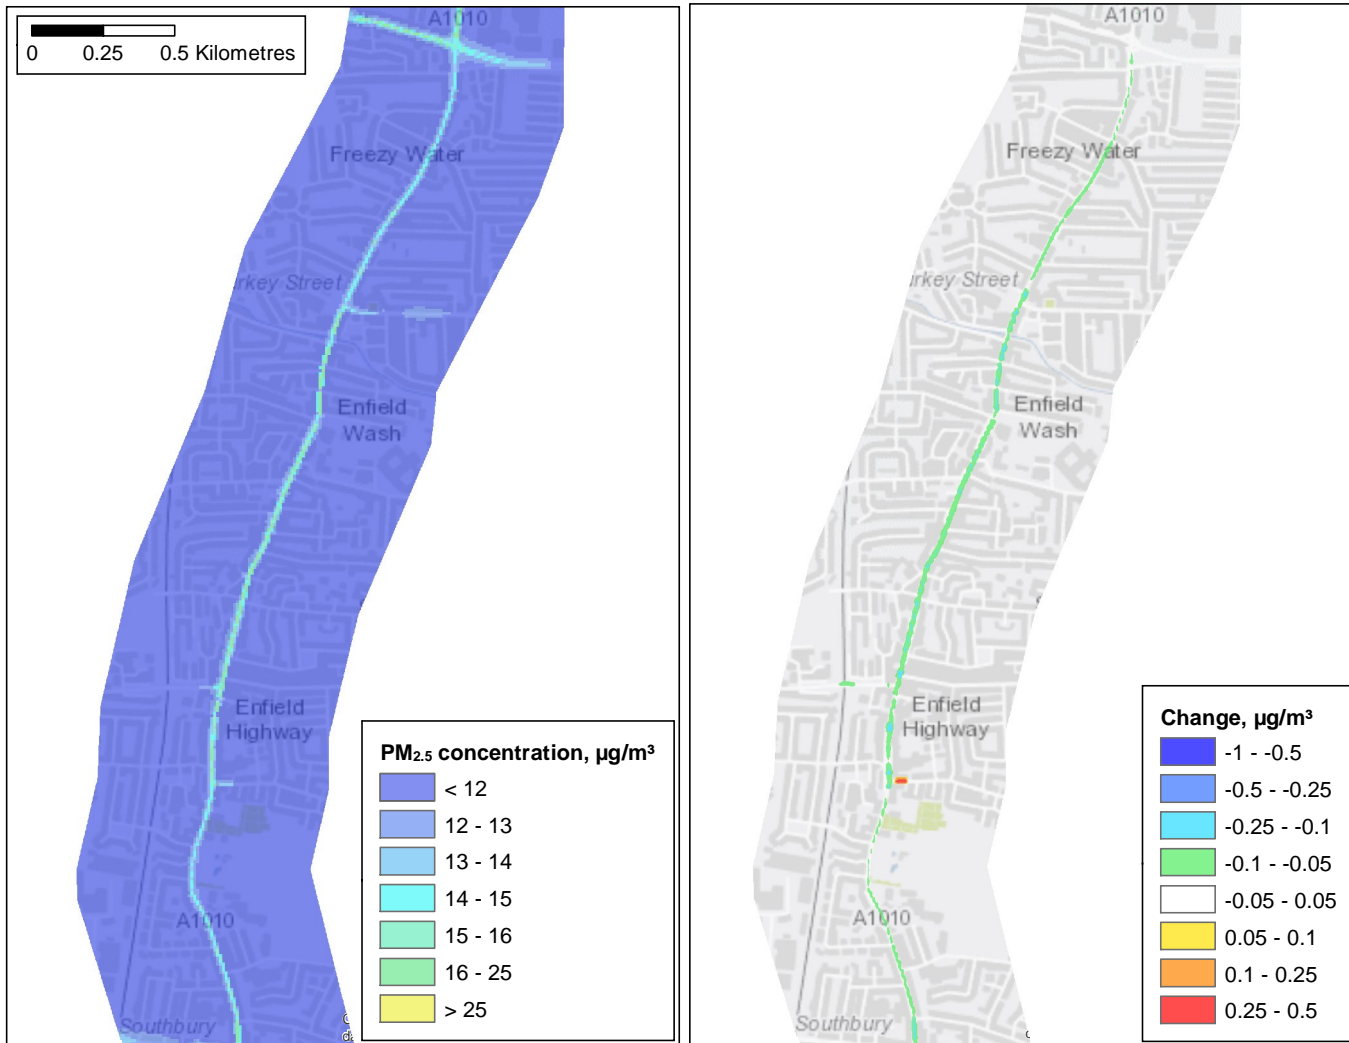 0 0.25 0.5 Kilometres
A1010
Freezy Water
urkey Street
Enfield
Wash
Enfield
Highway
A1010
Southbury
PM2.5 concentration, µg/m³
< 12
12 - 13
13 - 14
14 - 15
15 - 16
16 - 25
> 25
A1010
Freezy Water
urkey Street
Enfield
Wash
Enfield
Highway
A1010
Southbury
Change, µg/m³
-1 - -0.5
-0.5 - -0.25
-0.25 - -0.1
-0.1 - -0.05
-0.05 - 0.05
0.05 - 0.1
0.1 - 0.25
0.25 - 0.5